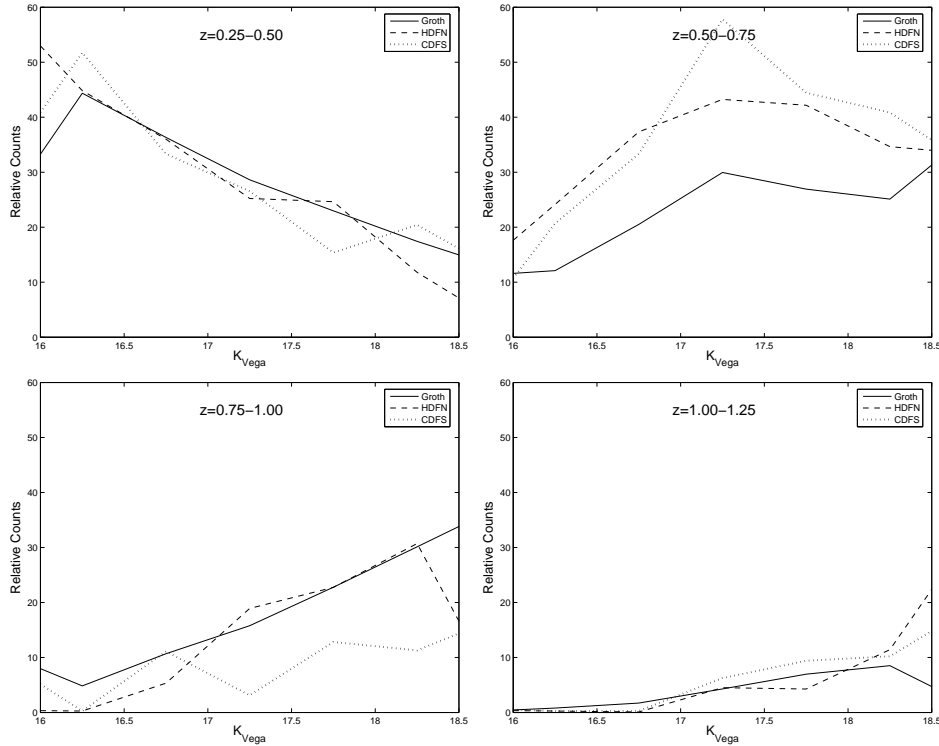 z=0.25−0.50
Groth
HDFN
CDFS
60
50
40
30
20
10
0
Relative Counts
16 16.5 17 17.5 18 18.5
K_Vega
z=0.50−0.75
Groth
HDFN
CDFS
60
50
40
30
20
10
0
Relative Counts
16 16.5 17 17.5 18 18.5
K_Vega
z=0.75−1.00
Groth
HDFN
CDFS
60
50
40
30
20
10
0
Relative Counts
16 16.5 17 17.5 18 18.5
K_Vega
z=1.00−1.25
Groth
HDFN
CDFS
60
50
40
30
20
10
0
Relative Counts
16 16.5 17 17.5 18 18.5
K_Vega